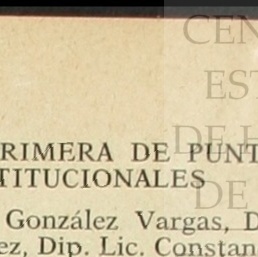 CEN
EST
DE H
DE
RIMERA DE PUNT
TITUCIONALES
González Vargas, D
ez, Dip. Lic. Constan